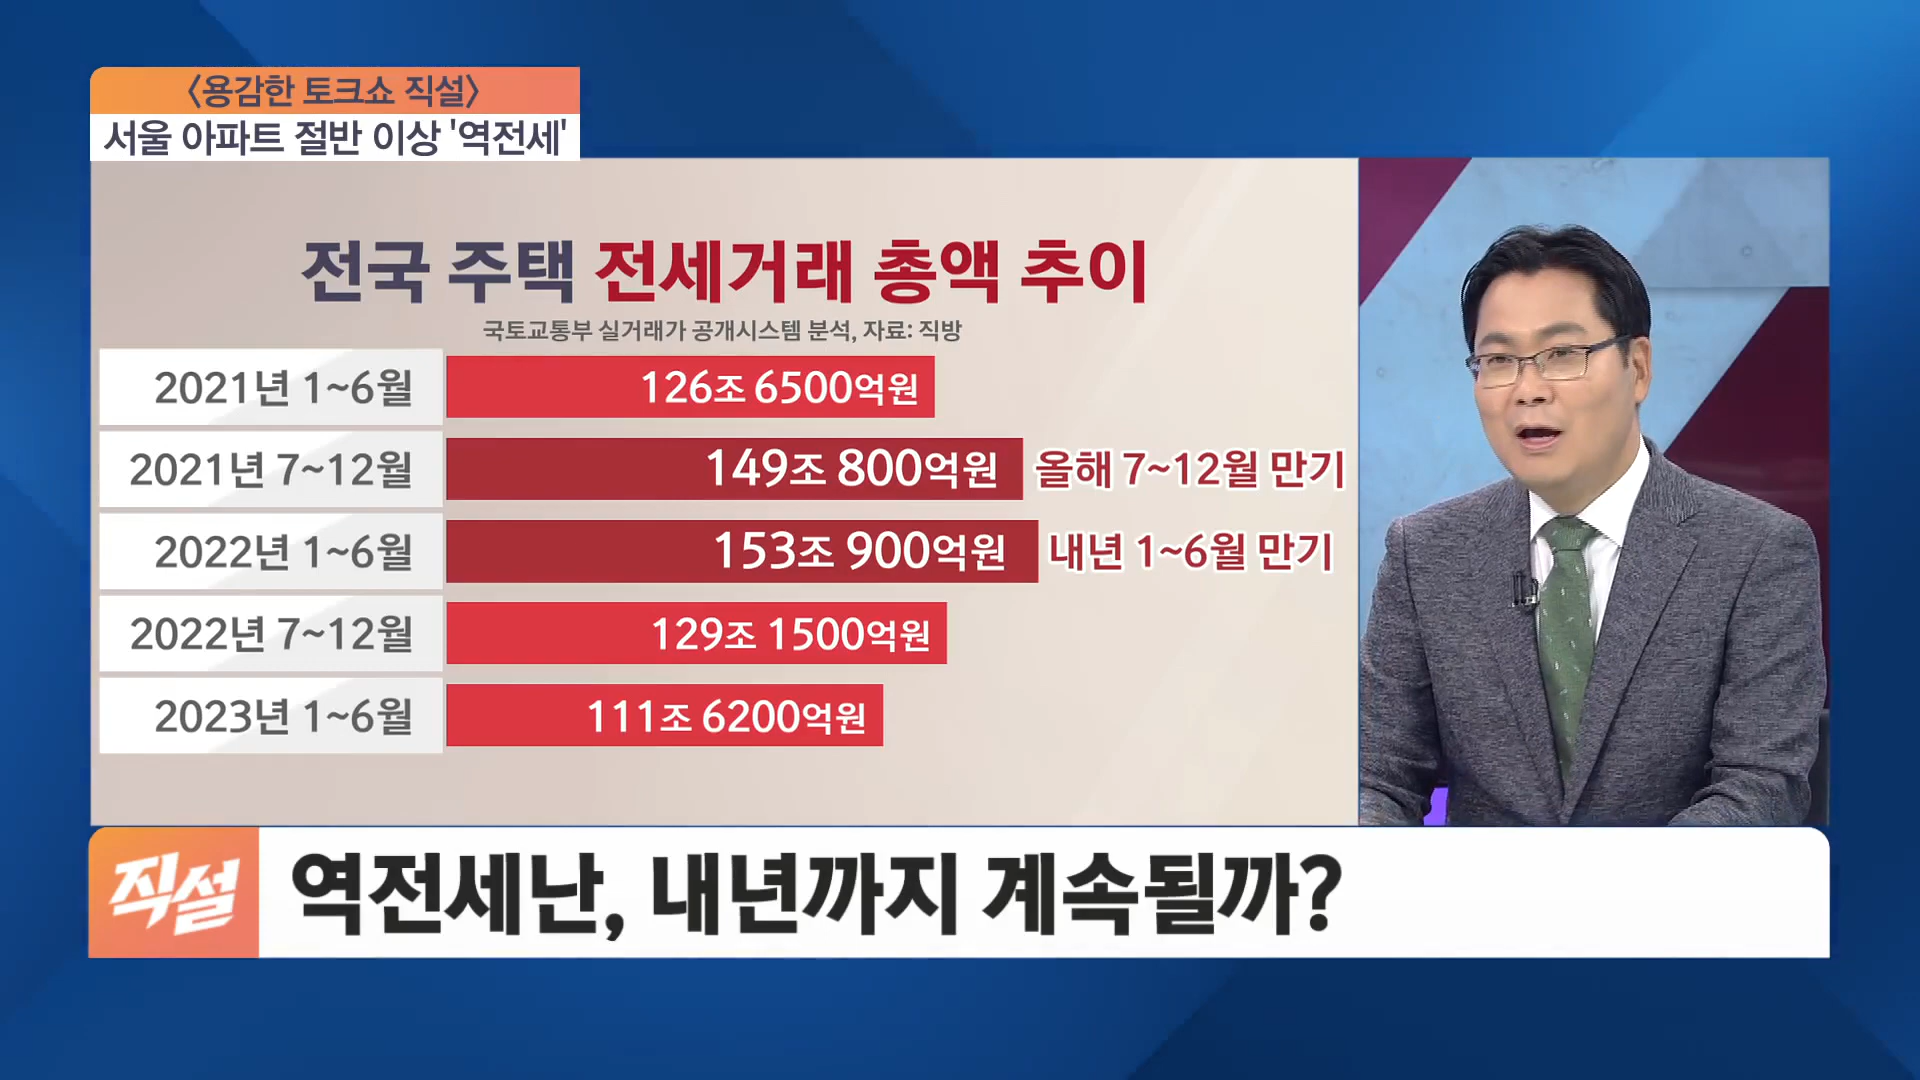 〈용감한 토크쇼 직설〉
서울 아파트 절반 이상 '역전세'
전국 주택 전세거래 총액 추이
국토교통부 실거래가 공개시스템 분석, 자료: 직방
2021년 1~6월 126조 6500억원
2021년 7~12월 149조 800억원 올해 7~12월 만기
2022년 1~6월 153조 900억원 내년 1~6월 만기
2022년 7~12월 129조 1500억원
2023년 1~6월 111조 6200억원
직설 역전세난, 내년까지 계속될까?